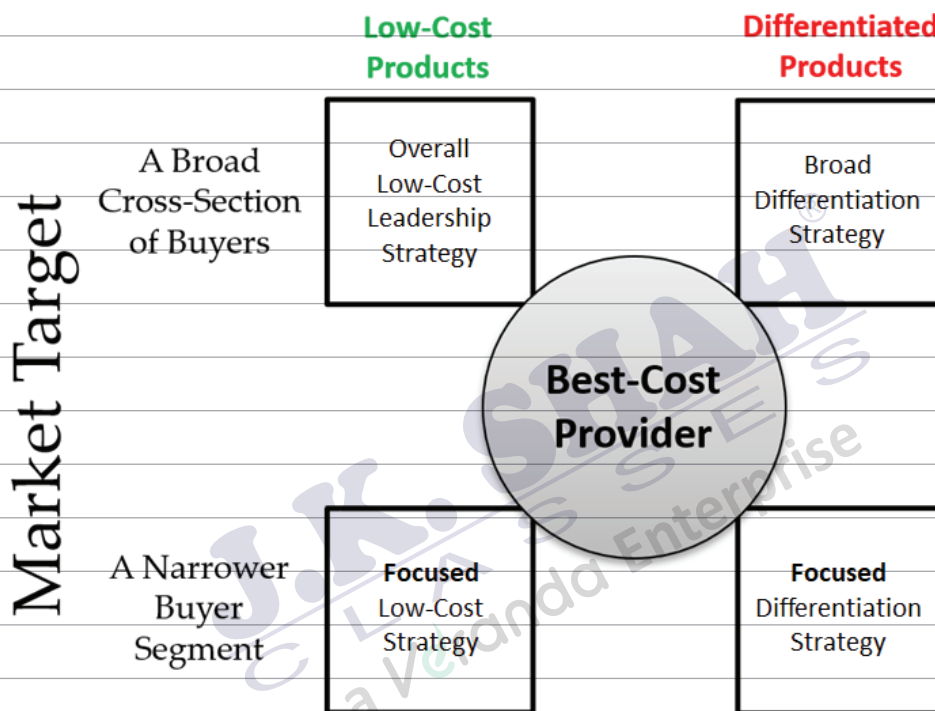 Low-Cost
Products
Differentiated
Products
Market Target
A Broad
Cross-Section
of Buyers
Overall
Low-Cost
Leadership
Strategy
Broad
Differentiation
Strategy
Best-Cost
Provider
A Narrower
Buyer
Segment
Focused
Low-Cost
Strategy
Focused
Differentiation
Strategy
J.K. SHAH®
CLASSES
a Veranda Enterprise